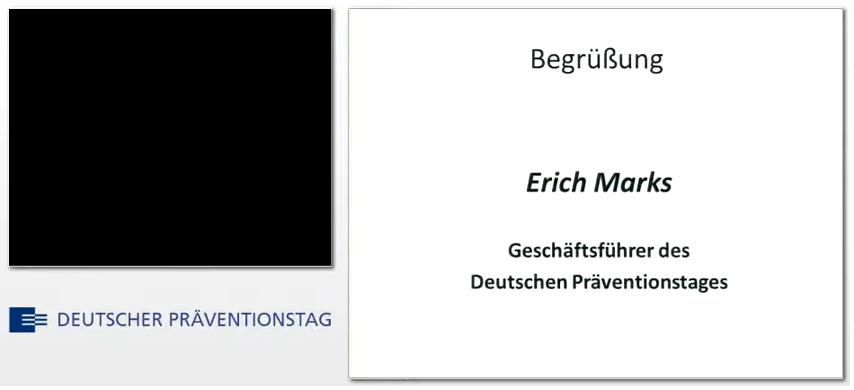 Begrüßung
Erich Marks
Geschäftsführer des
Deutschen Präventionstages
DEUTSCHER PRÄVENTIONSTAG